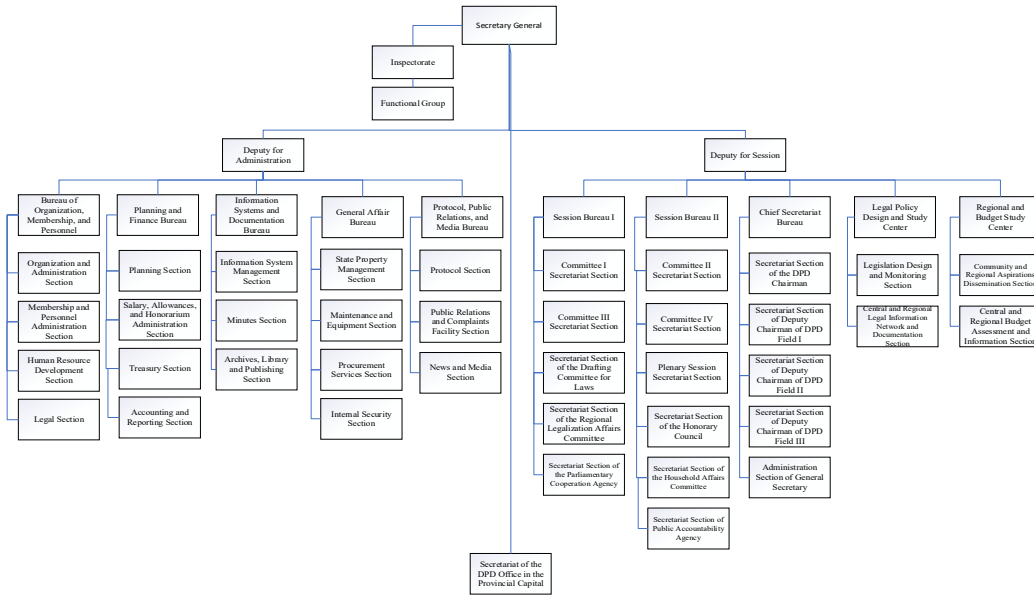 Secretary General
Inspectorate
Functional Group
Deputy for
Administration
Deputy for Session
Bureau of
Organization,
Membership, and
Personnel
Planning and
Finance Bureau
Information
Systems and
Documentation
Bureau
General Affair
Bureau
Protocol, Public
Relations, and
Media Bureau
Session Bureau I
Session Bureau II
Chief Secretariat
Bureau
Legal Policy
Design and Study
Center
Regional and
Budget Study
Center
Organization and
Administration
Section
Planning Section
Information System
Management
Section
State Property
Management
Section
Protocol Section
Committee I
Secretariat Section
Committee II
Secretariat Section
Secretariat Section
of the DPD
Chairman
Legislation Design
and Monitoring
Section
Community and
Regional Aspirations
Dissemination Section
Membership and
Personnel
Administration
Section
Salary, Allowances,
and Honorarium
Administration
Section
Minutes Section
Maintenance and
Equipment Section
Public Relations
and Complaints
Facility Section
Committee III
Secretariat Section
Committee IV
Secretariat Section
Secretariat Section
of Deputy
Chairman of DPD
Field I
Central and Regional
Legal Information
Network and
Documentation
Section
Central and
Regional Budget
Assessment and
Information Section
Human Resource
Development
Section
Treasury Section
Archives, Library
and Publishing
Section
Procurement
Services Section
News and Media
Section
Secretariat Section
of the Drafting
Committee for
Laws
Plenary Session
Secretariat Section
Secretariat Section
of Deputy
Chairman of DPD
Field II
Legal Section
Accounting and
Reporting Section
Internal Security
Section
Secretariat Section
of the Regional
Legalization Affairs
Committee
Secretariat Section
of the Honorary
Council
Secretariat Section
of Deputy
Chairman of DPD
Field III
Secretariat Section of
the Parliamentary
Cooperation Agency
Secretariat Section of
the Household Affairs
Committee
Administration
Section of General
Secretary
Secretariat Section of
Public Accountability
Agency
Secretariat of the
DPD Office in the
Provincial Capital